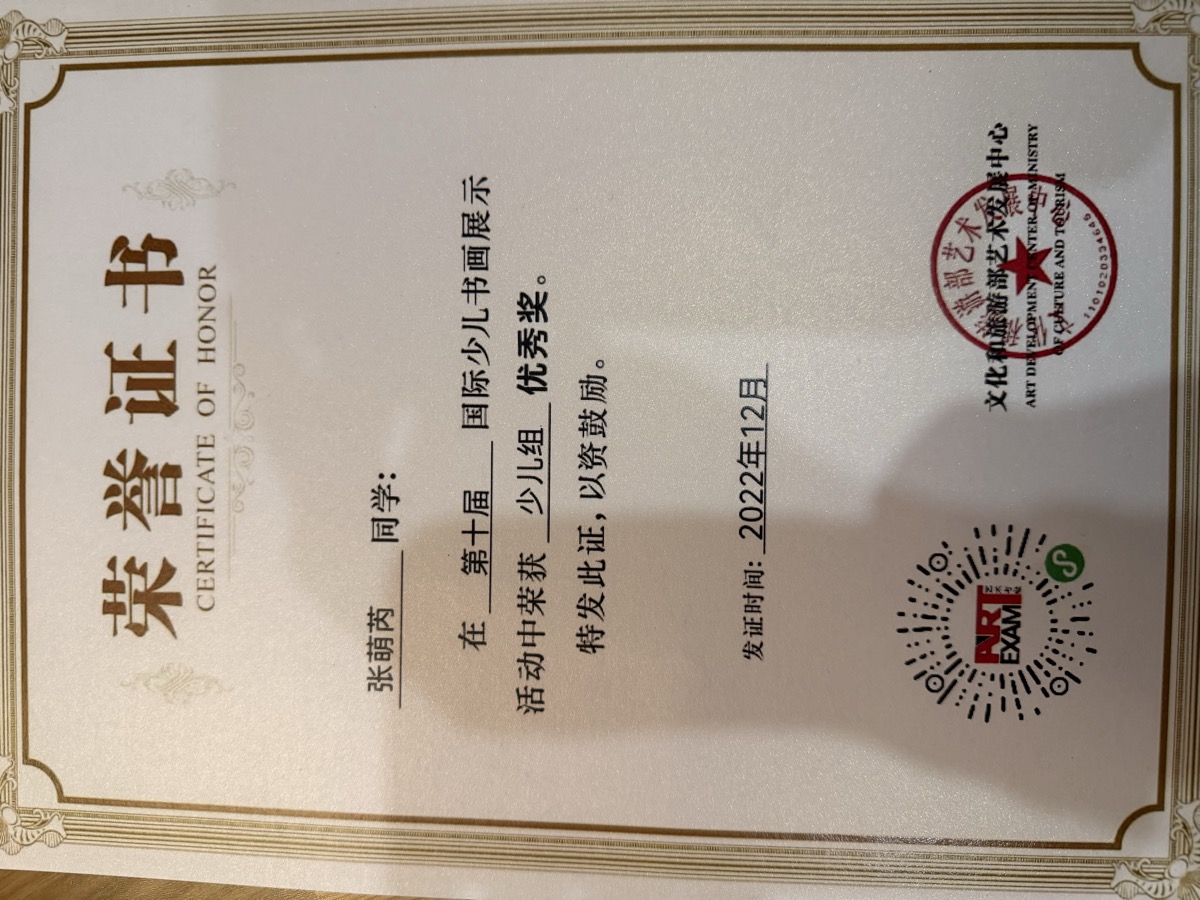 荣誉证书
CERTIFICATE OF HONOR
张萌芮 同学：
在 第十届 国际少儿书画展示
活动中荣获 少儿组 优秀奖。
特发此证，以资鼓励。
发证时间：2022年12月
ART
EXAM
文化和旅游部艺术发展中心
ART DEVELOPMENT CENTER OF MINISTRY
OF CULTURE AND TOURISM
1101020334645